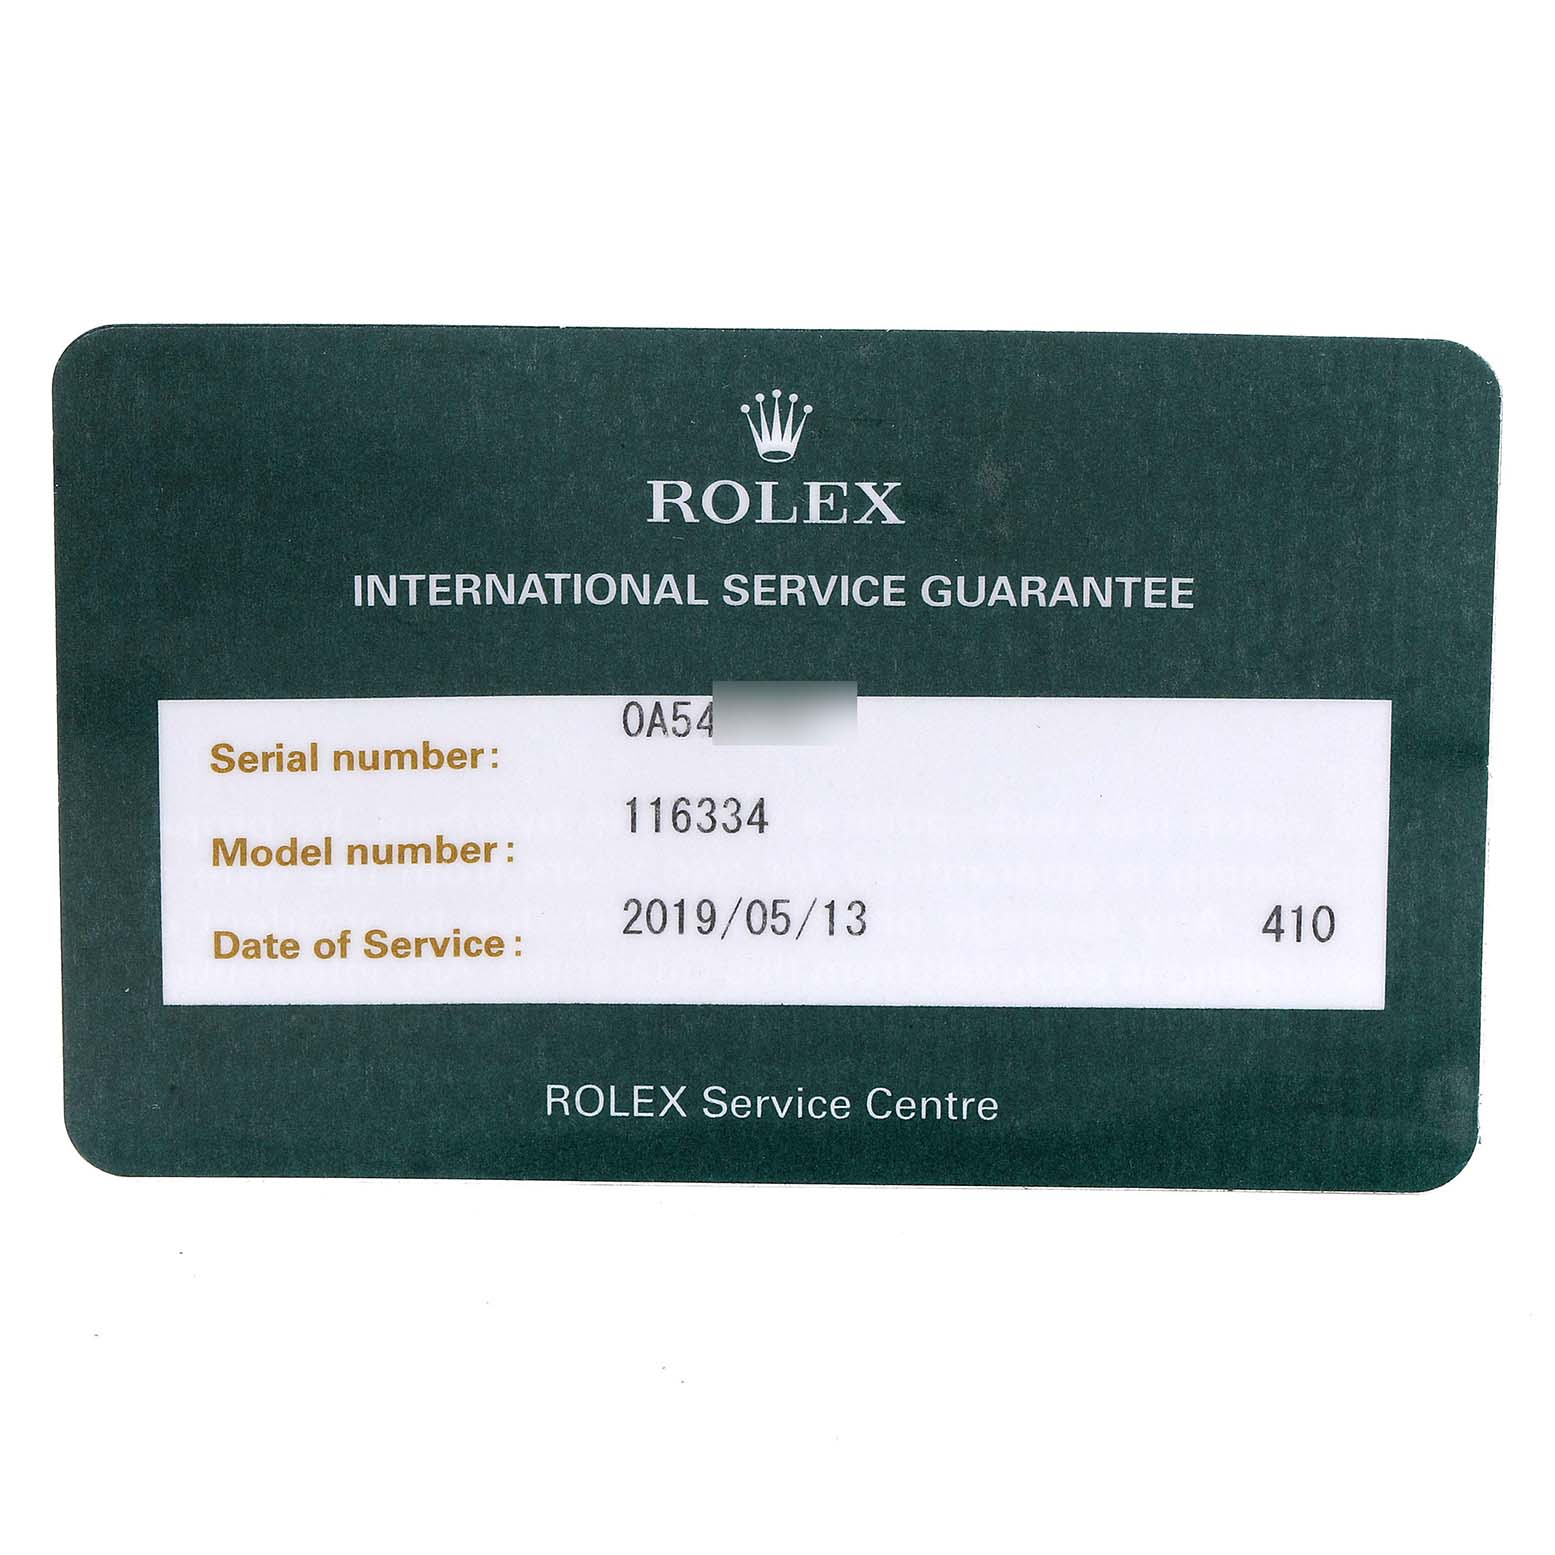 ROLEX
INTERNATIONAL SERVICE GUARANTEE
Serial number: 0A54
Model number: 116334
Date of Service: 2019/05/13 410
ROLEX Service Centre